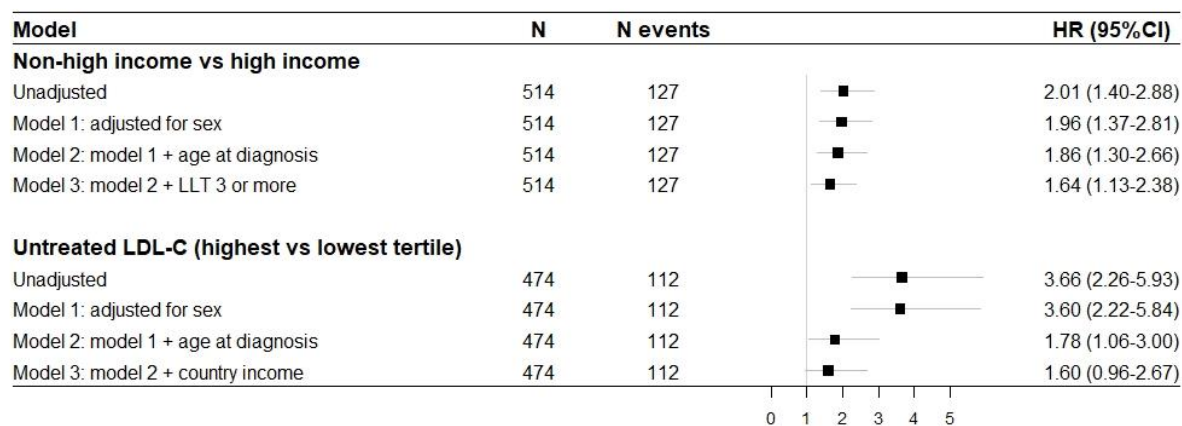 Model N N events HR (95%CI)
Non-high income vs high income
Unadjusted 514 127 2.01 (1.40-2.88)
Model 1: adjusted for sex 514 127 1.96 (1.37-2.81)
Model 2: model 1 + age at diagnosis 514 127 1.86 (1.30-2.66)
Model 3: model 2 + LLT 3 or more 514 127 1.64 (1.13-2.38)
Untreated LDL-C (highest vs lowest tertile)
Unadjusted 474 112 3.66 (2.26-5.93)
Model 1: adjusted for sex 474 112 3.60 (2.22-5.84)
Model 2: model 1 + age at diagnosis 474 112 1.78 (1.06-3.00)
Model 3: model 2 + country income 474 112 1.60 (0.96-2.67)
0 1 2 3 4 5